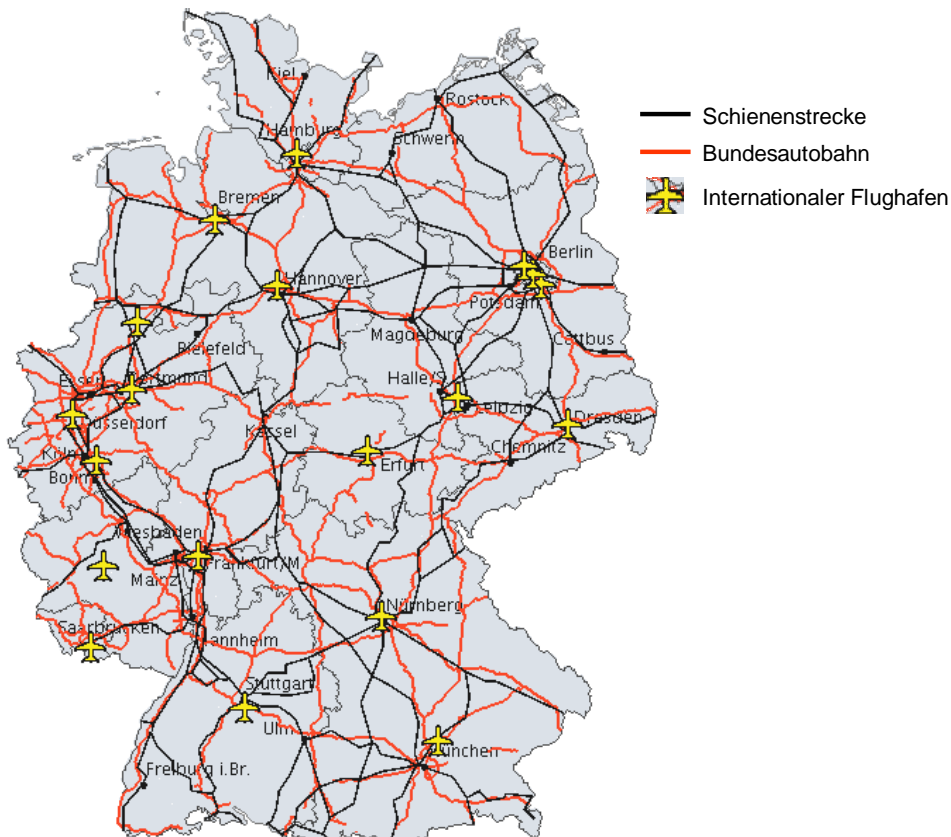 Kiel
Rostock
Hamburg
Schwerin
Schienenstrecke
Bundesautobahn
Internationaler Flughafen
Bremen
Berlin
Hannover
Potsdam
Magdeburg
Bielefeld
Cottbus
Essen
Dortmund
Halle/S
Leipzig
Düsseldorf
Dresden
Kassel
Chemnitz
Köln
Erfurt
Bonn
Wiesbaden
Frankfurt/M
Mainz
Nürnberg
Saarbrücken
Mannheim
Stuttgart
Ulm
München
Freiburg i.Br.